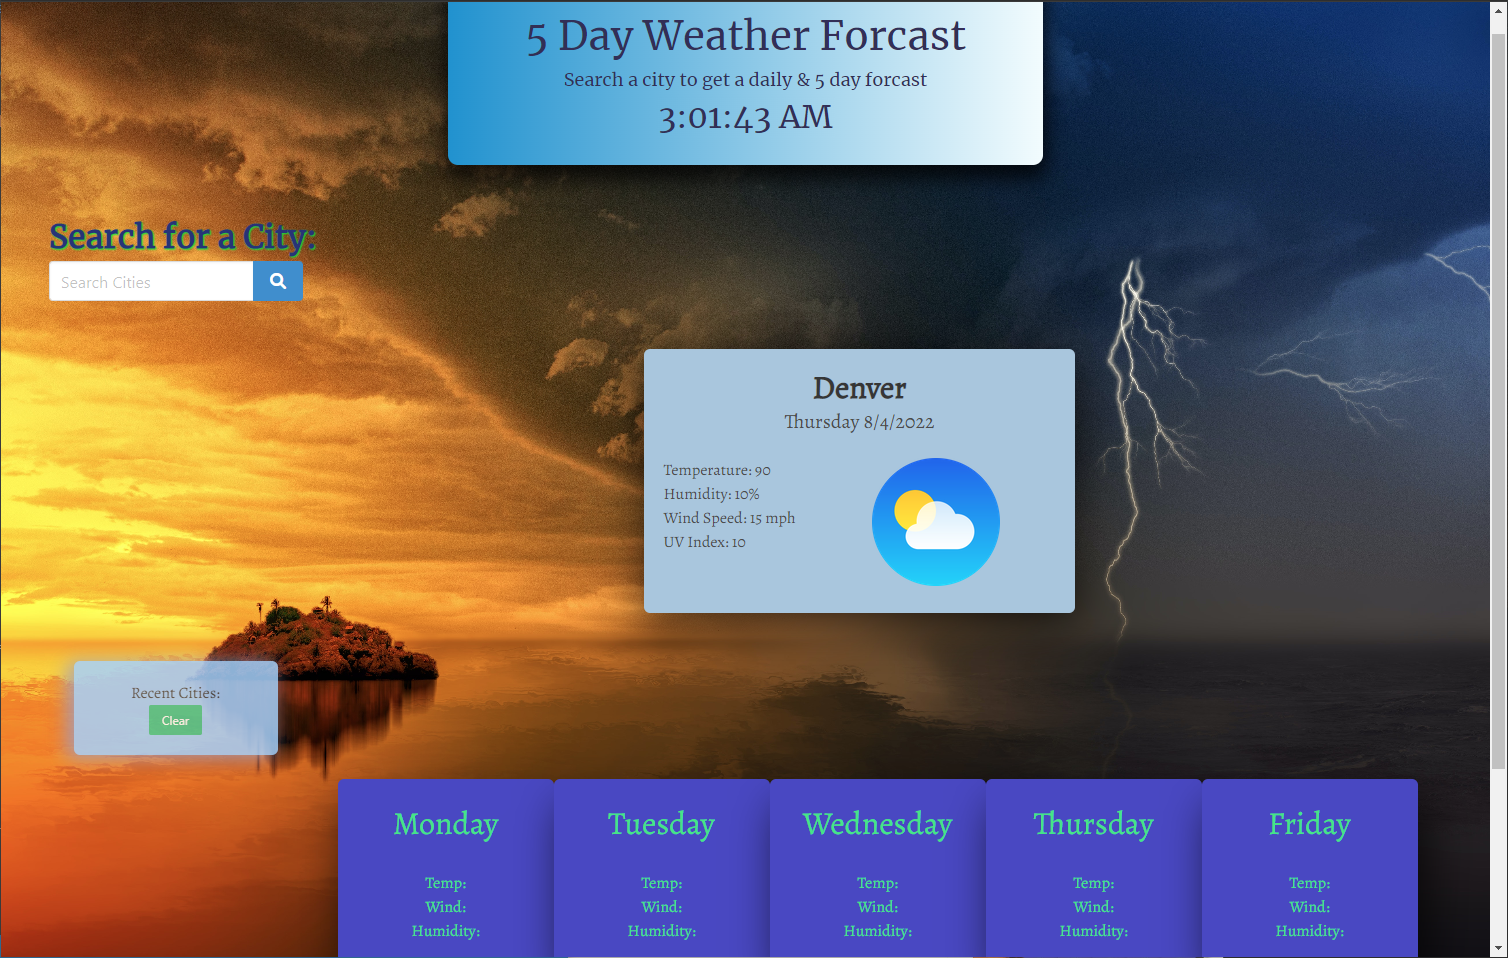 5 Day Weather Forcast
Search a city to get a daily & 5 day forcast
3:01:43 AM
Search for a City:
Search Cities
Denver
Thursday 8/4/2022
Temperature: 90
Humidity: 10%
Wind Speed: 15 mph
UV Index: 10
Recent Cities:
Clear
Monday
Temp:
Wind:
Humidity:
Tuesday
Temp:
Wind:
Humidity:
Wednesday
Temp:
Wind:
Humidity:
Thursday
Temp:
Wind:
Humidity:
Friday
Temp:
Wind:
Humidity: